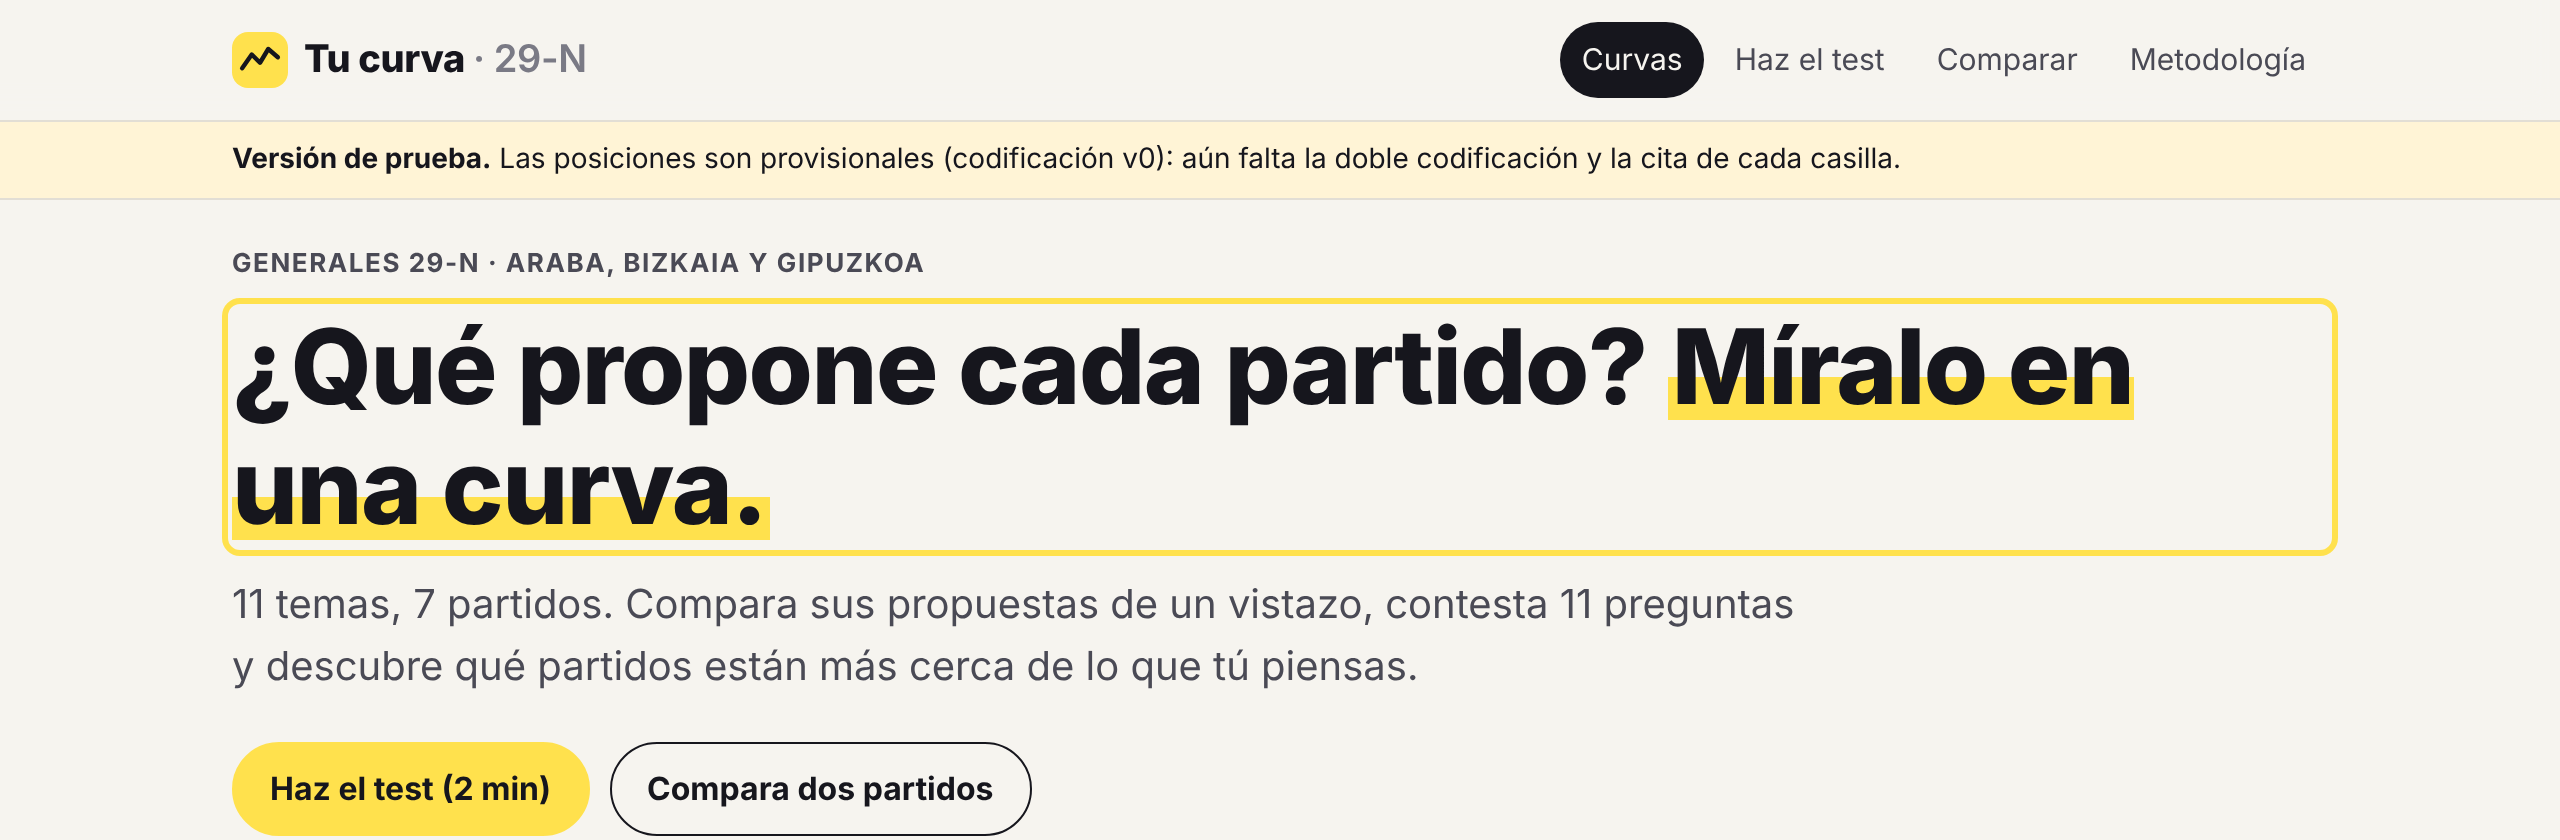 Tu curva · 29-N
Curvas
Haz el test
Comparar
Metodología
Versión de prueba. Las posiciones son provisionales (codificación v0): aún falta la doble codificación y la cita de cada casilla.
GENERALES 29-N · ARABA, BIZKAIA Y GIPUZKOA
¿Qué propone cada partido? Míralo en
una curva.
11 temas, 7 partidos. Compara sus propuestas de un vistazo, contesta 11 preguntas
y descubre qué partidos están más cerca de lo que tú piensas.
Haz el test (2 min)
Compara dos partidos